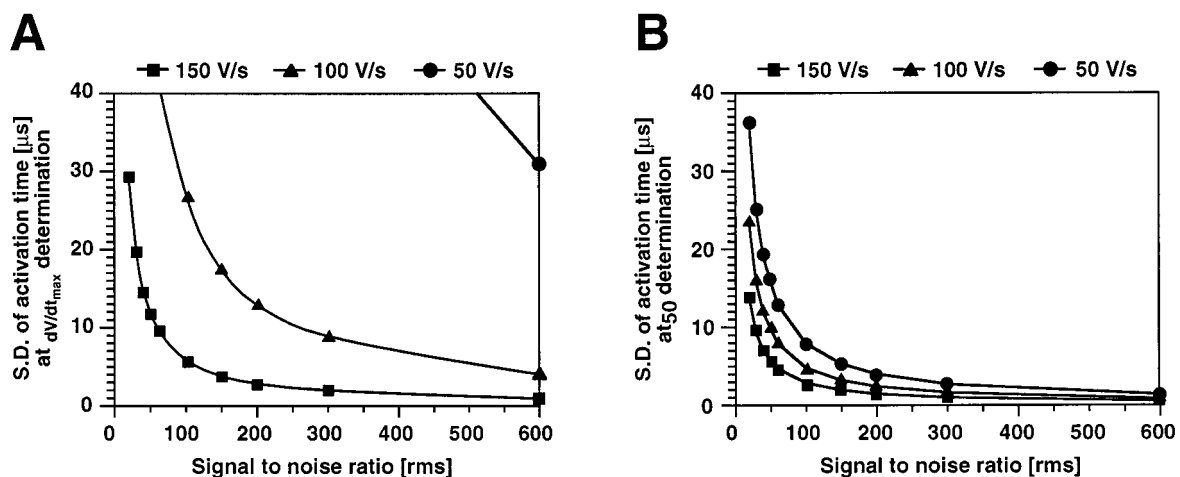 A
150 V/s 100 V/s 50 V/s
40
30
20
10
0
S.D. of activation time [µs]
at dV/dtmax determination
0 100 200 300 400 500 600
Signal to noise ratio [rms]
B
150 V/s 100 V/s 50 V/s
40
30
20
10
0
S.D. of activation time [µs]
at50 determination
0 100 200 300 400 500 600
Signal to noise ratio [rms]